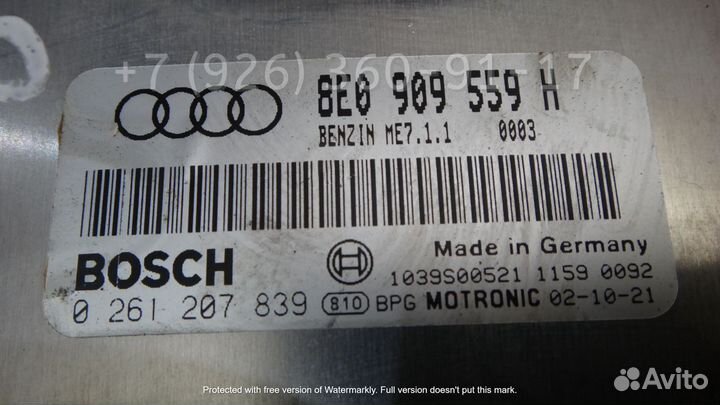 +7 (926) 360-91-17
8E0 909 559 H
BENZIN ME7.1.1 0003
BOSCH
Made in Germany
1039S00521 1159 0092
0 261 207 839 810 BPG MOTRONIC 02-10-21
Protected with free version of Watermarkly. Full version doesn't put this mark.
Avito